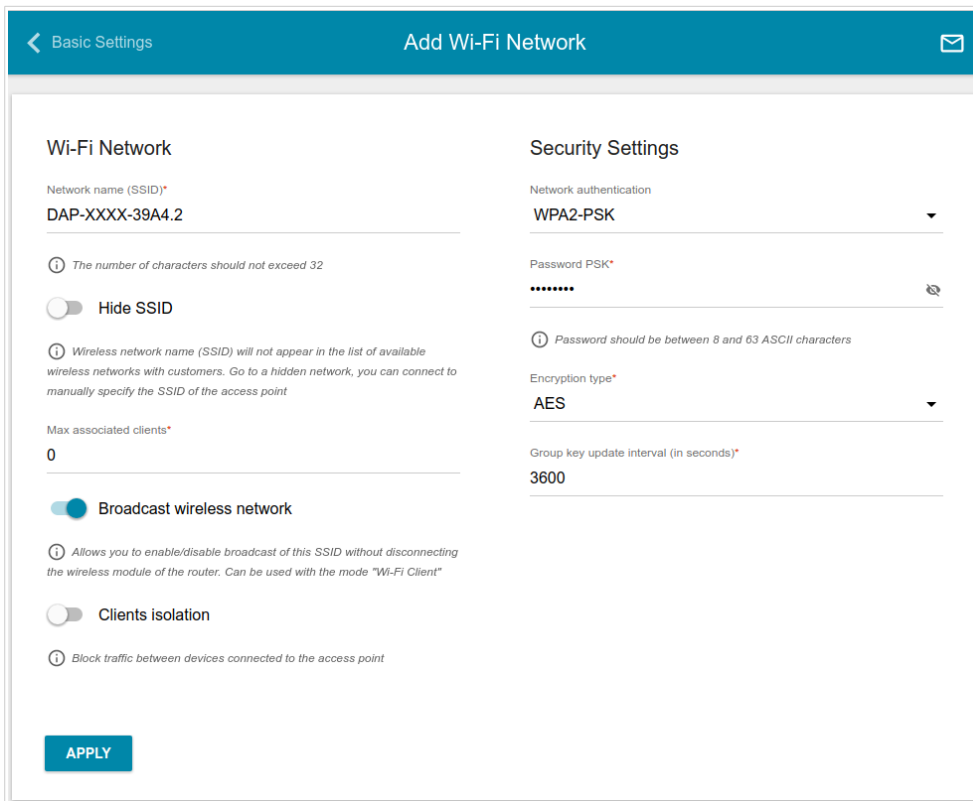 Basic Settings
Add Wi-Fi Network
Wi-Fi Network
Network name (SSID)*
DAP-XXXX-39A4.2
The number of characters should not exceed 32
Hide SSID
Wireless network name (SSID) will not appear in the list of available
wireless networks with customers. Go to a hidden network, you can connect to
manually specify the SSID of the access point
Max associated clients*
0
Broadcast wireless network
Allows you to enable/disable broadcast of this SSID without disconnecting
the wireless module of the router. Can be used with the mode "Wi-Fi Client"
Clients isolation
Block traffic between devices connected to the access point
APPLY
Security Settings
Network authentication
WPA2-PSK
Password PSK*
••••••••
Password should be between 8 and 63 ASCII characters
Encryption type*
AES
Group key update interval (in seconds)*
3600